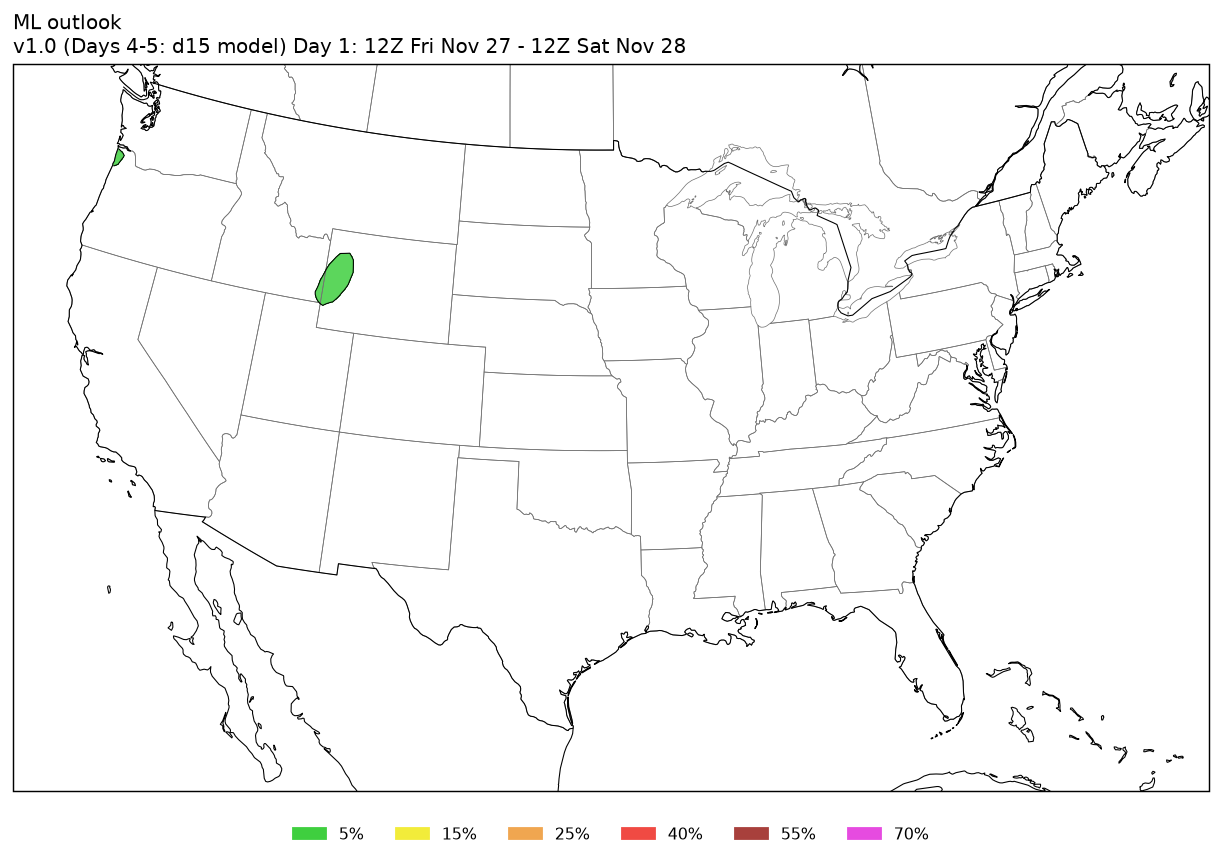 ML outlook
v1.0 (Days 4-5: d15 model) Day 1: 12Z Fri Nov 27 - 12Z Sat Nov 28
5% 15% 25% 40% 55% 70%